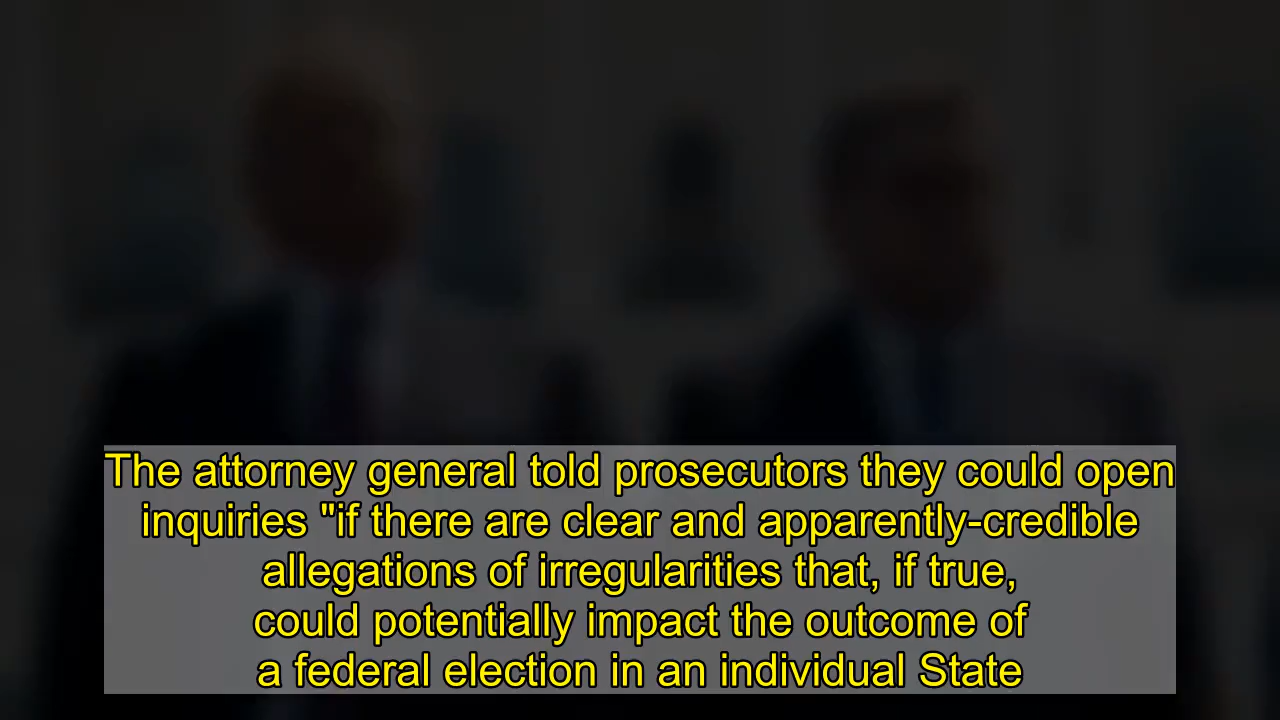 The attorney general told prosecutors they could open
inquiries "if there are clear and apparently-credible
allegations of irregularities that, if true,
could potentially impact the outcome of
a federal election in an individual State